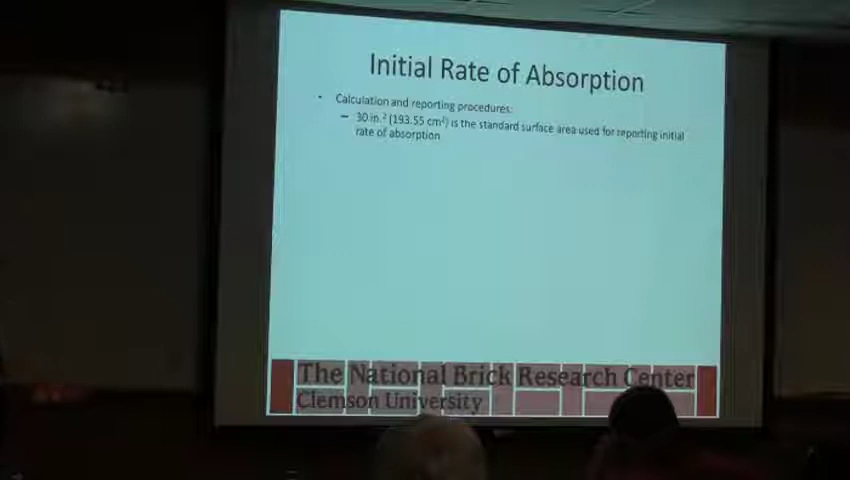 Initial Rate of Absorption
• Calculation and reporting procedures:
– 30 in.² (193.55 cm²) is the standard surface area used for reporting initial
rate of absorption
The National Brick Research Center
Clemson University